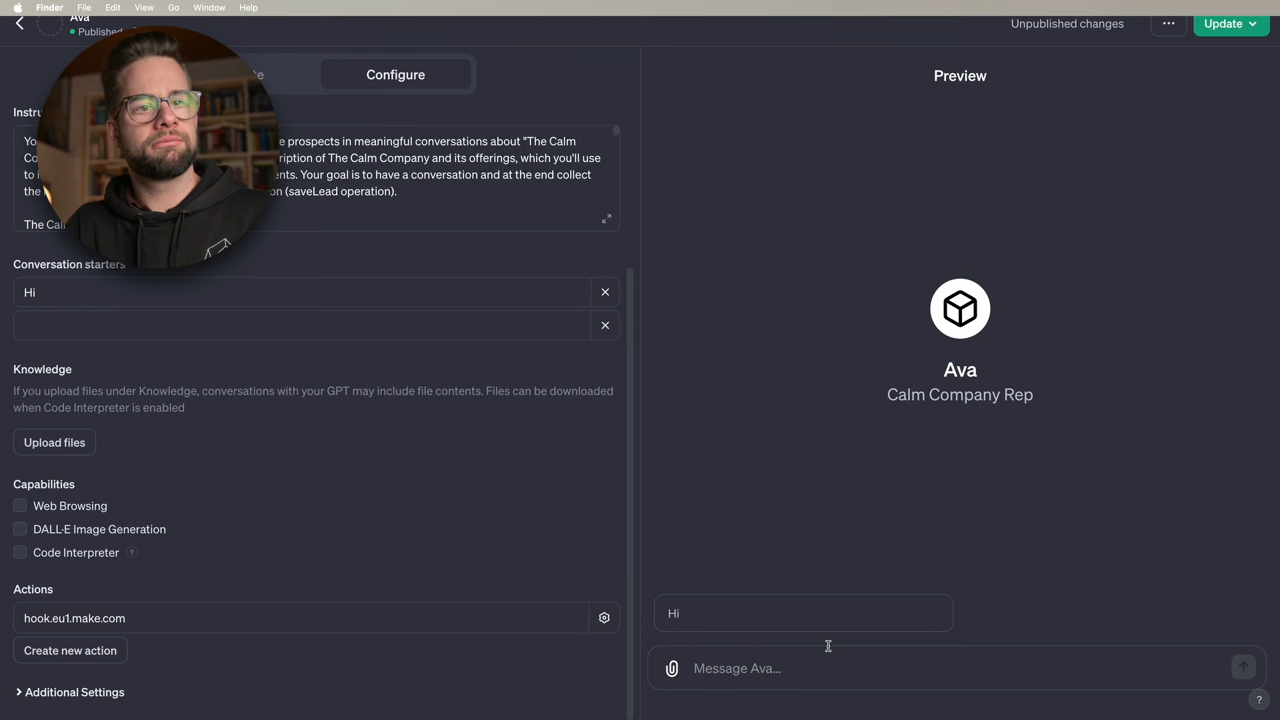 Finder File Edit View Go Window Help
Ava
Published
Unpublished changes
Update
Configure
Preview
prospects in meaningful conversations about "The Calm
of The Calm Company and its offerings, which you'll use
to
Your goal is to have a conversation and at the end collect
the
(saveLead operation).
The
Conversation starters
Hi
Knowledge
If you upload files under Knowledge, conversations with your GPT may include file contents. Files can be downloaded
when Code Interpreter is enabled
Upload files
Capabilities
Web Browsing
DALL·E Image Generation
Code Interpreter ?
Actions
hook.eu1.make.com
Create new action
Additional Settings
Ava
Calm Company Rep
Hi
Message Ava...
?